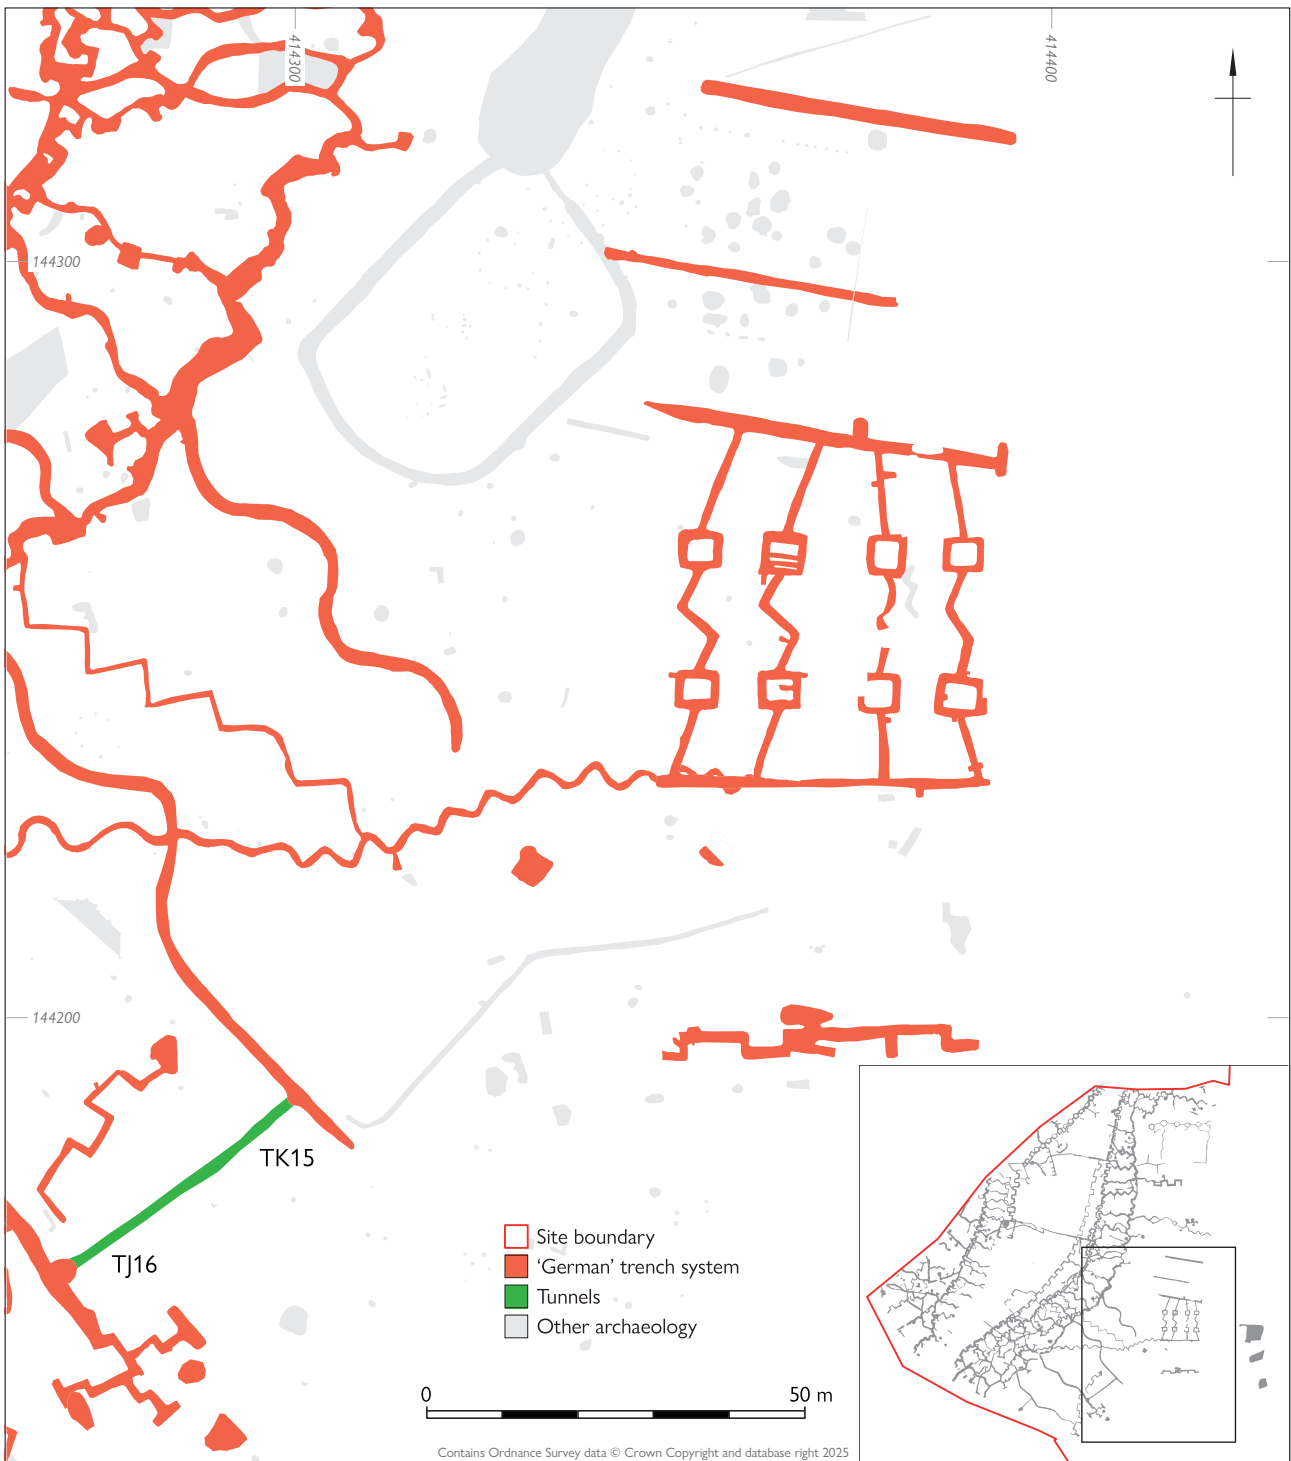 414300
414400
144300
144200
TK15
TJ16
Site boundary
‘German’ trench system
Tunnels
Other archaeology
0 50 m
Contains Ordnance Survey data © Crown Copyright and database right 2025